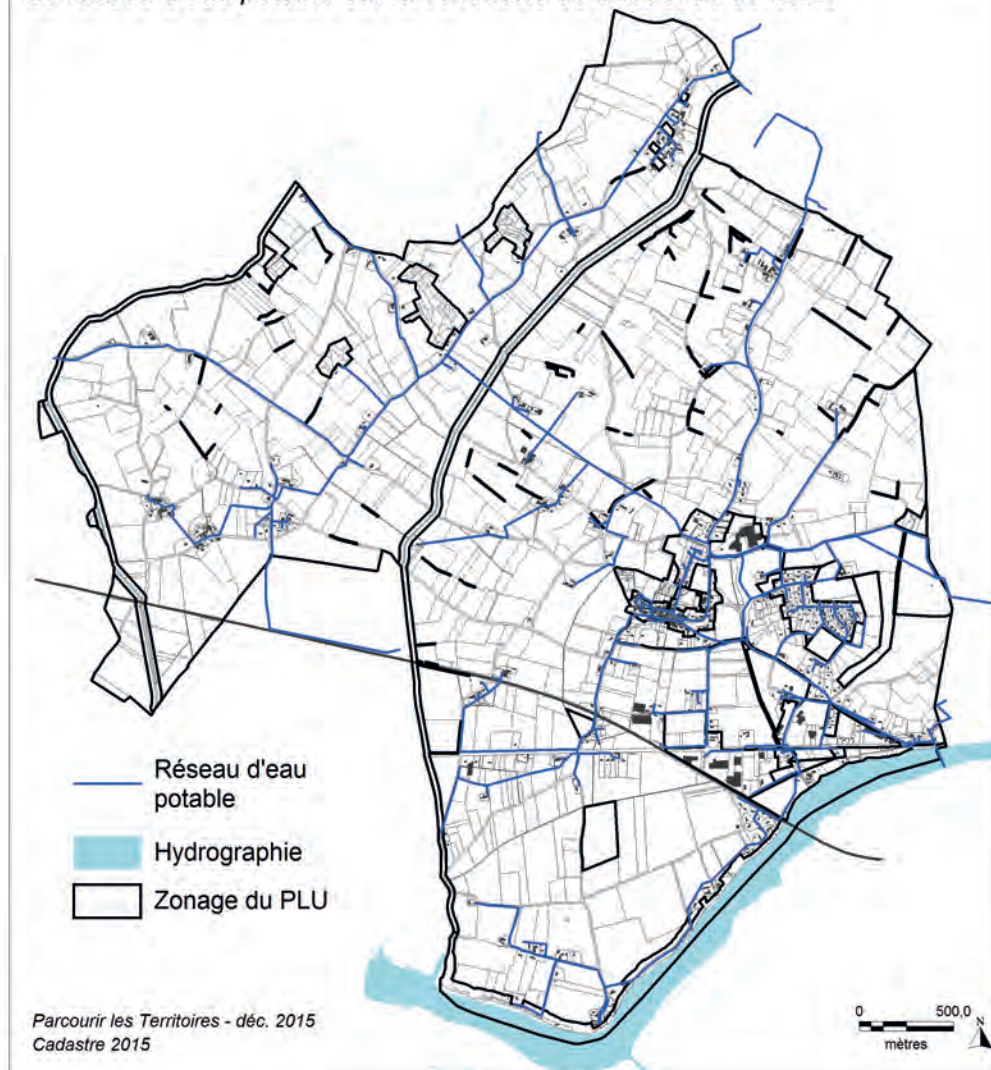 Réseau d'eau
potable
Hydrographie
Zonage du PLU
Parcourir les Territoires - déc. 2015
Cadastre 2015
0 500,0
mètres
N